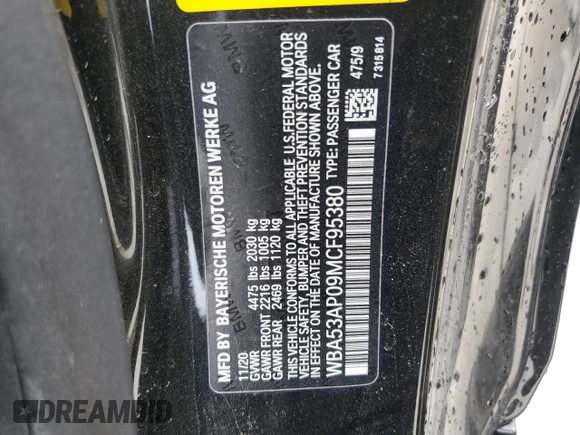 MFD BY BAYERISCHE MOTOREN WERKE AG
11/20
GVWR 4475 lbs 2030 kg
GAWR FRONT 2216 lbs 1005 kg
GAWR REAR 2469 lbs 1120 kg
THIS VEHICLE CONFORMS TO ALL APPLICABLE U.S.FEDERAL MOTOR
VEHICLE SAFETY, BUMPER AND THEFT PREVENTION STANDARDS
IN EFFECT ON THE DATE OF MANUFACTURE SHOWN ABOVE.
WBA53AP09MCF95380 TYPE: PASSENGER CAR
475/9
7 315 814
DREAMBID